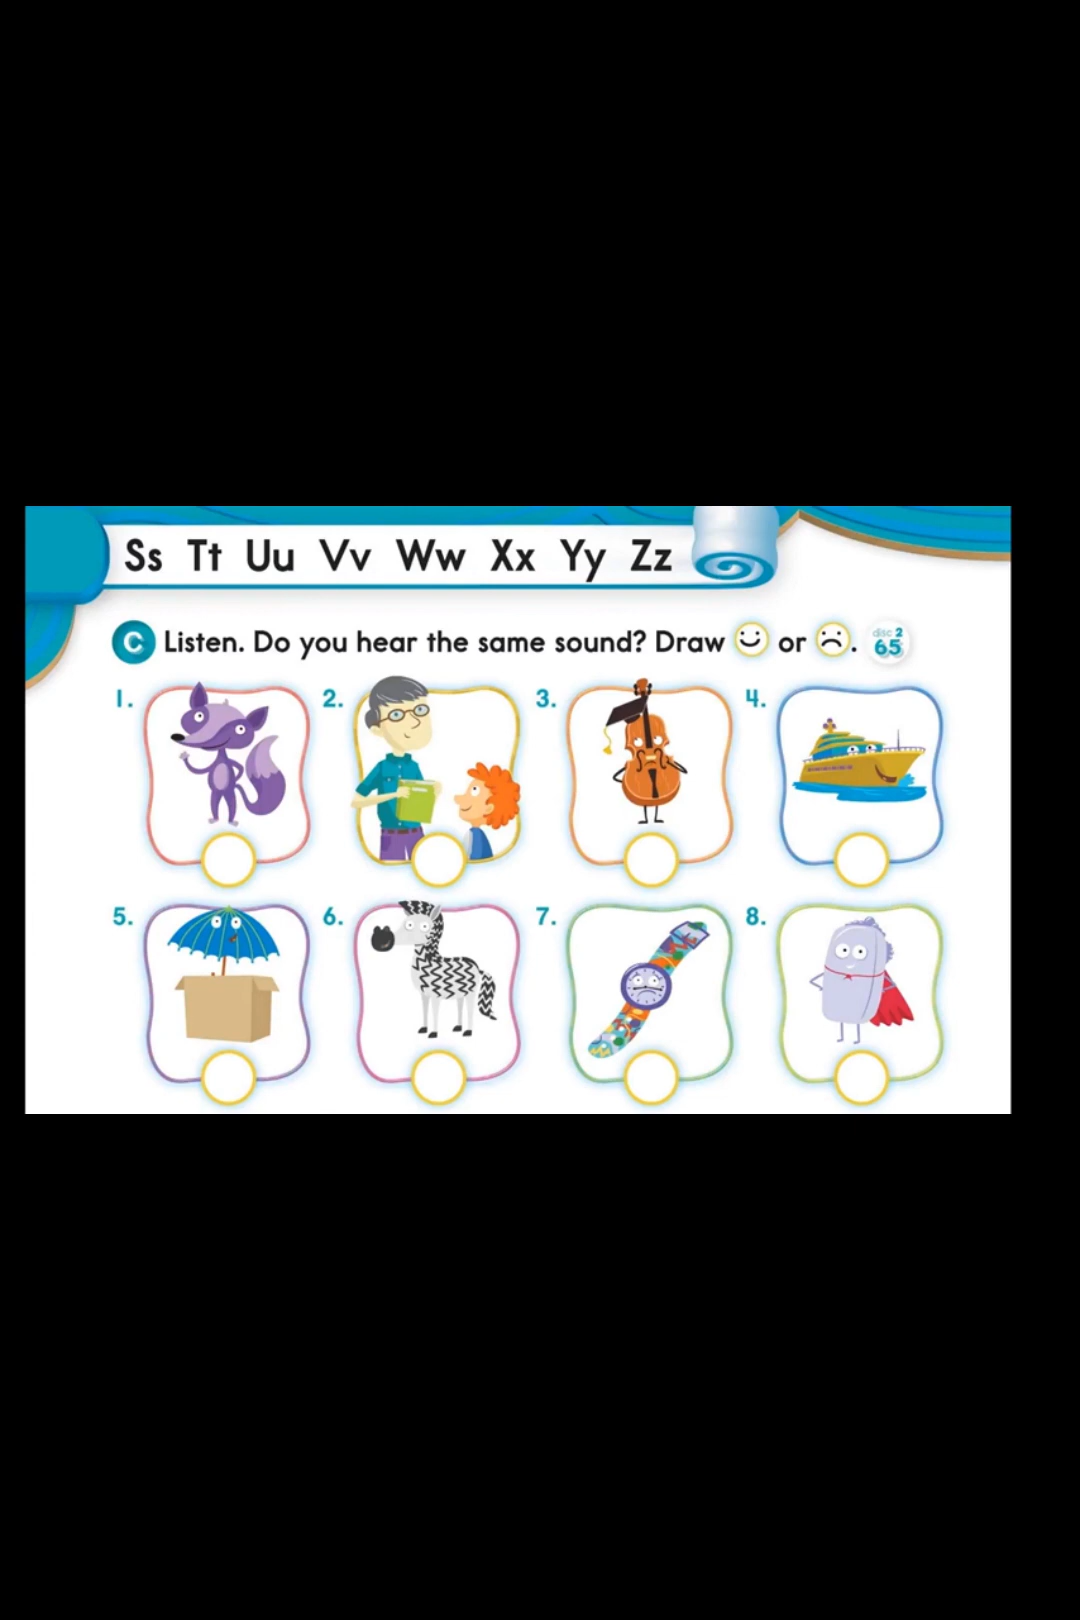 Ss Tt Uu Vv Ww Xx Yy Zz
C Listen. Do you hear the same sound? Draw or . disc 2 65
1. 2. 3. 4.
5. 6. 7. 8.